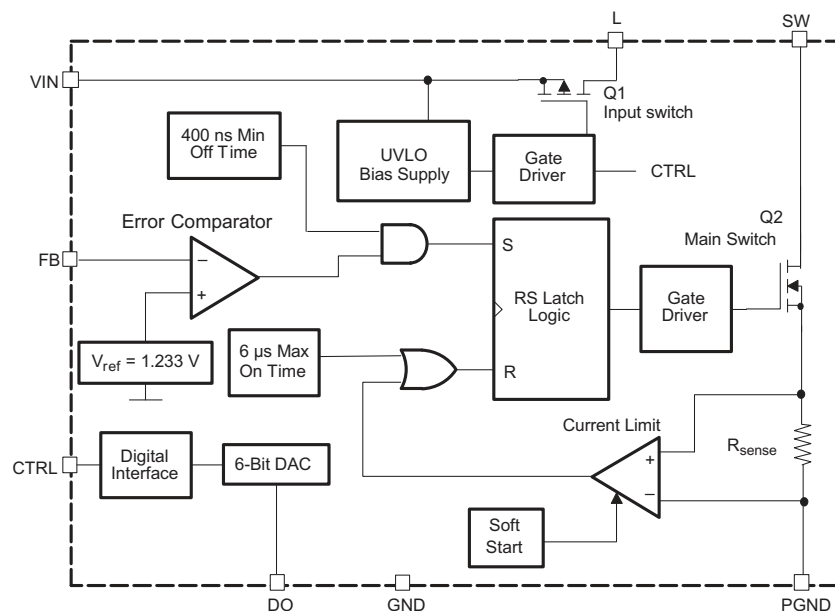 L
SW
VIN
Q1
Input switch
400 ns Min
Off Time
UVLO
Bias Supply
Gate
Driver
CTRL
Error Comparator
Q2
Main Switch
FB
−
+
S
RS Latch
Logic
Gate
Driver
Vref = 1.233 V
6 µs Max
On Time
R
Current Limit
CTRL
Digital
Interface
6-Bit DAC
+
−
Rsense
Soft
Start
DO
GND
PGND